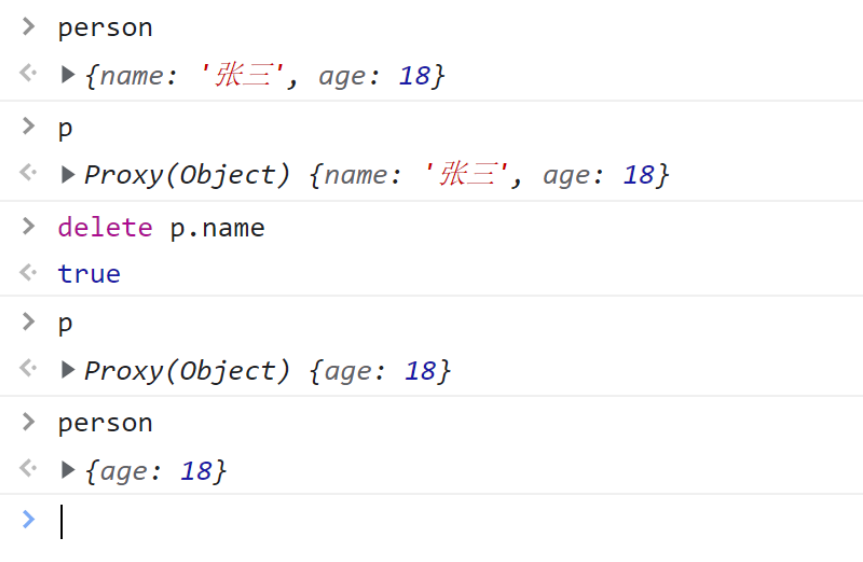 > person
<· ▶ {name: '张三', age: 18}
> p
<· ▶ Proxy(Object) {name: '张三', age: 18}
> delete p.name
<· true
> p
<· ▶ Proxy(Object) {age: 18}
> person
<· ▶ {age: 18}
>